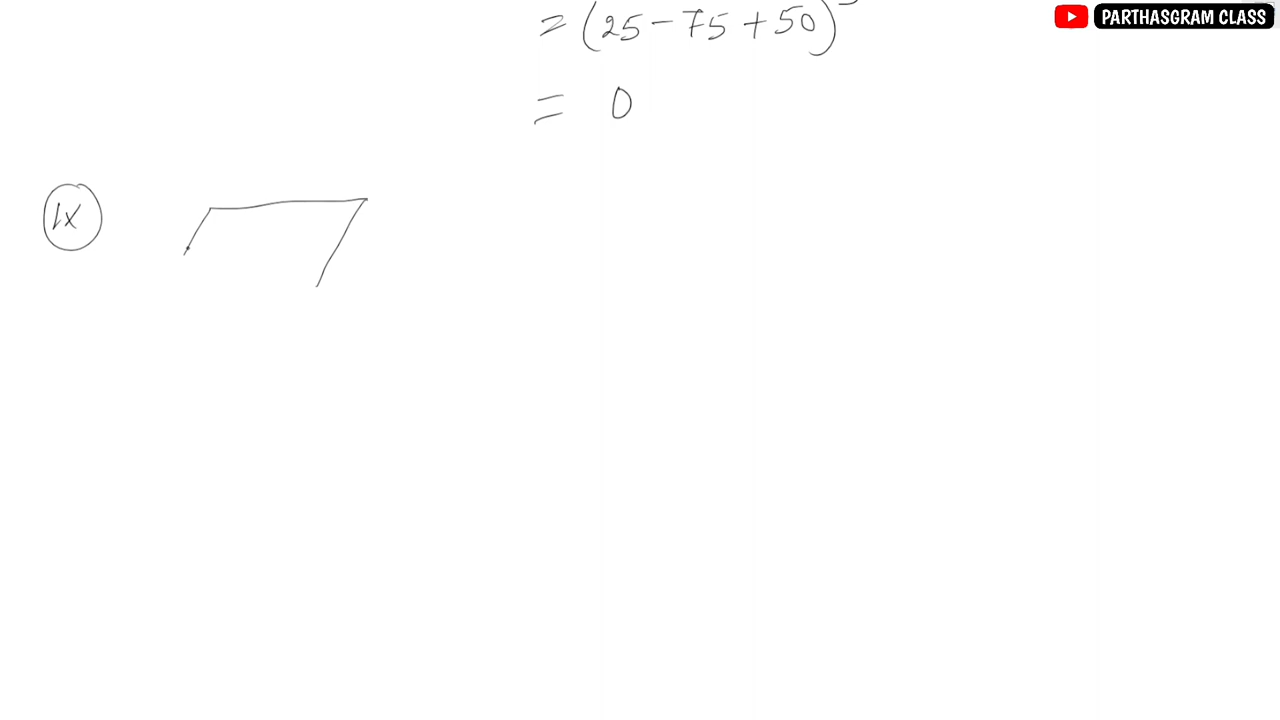 PARTHASGRAM CLASS
= (25 - 75 + 50)
= 0
ix